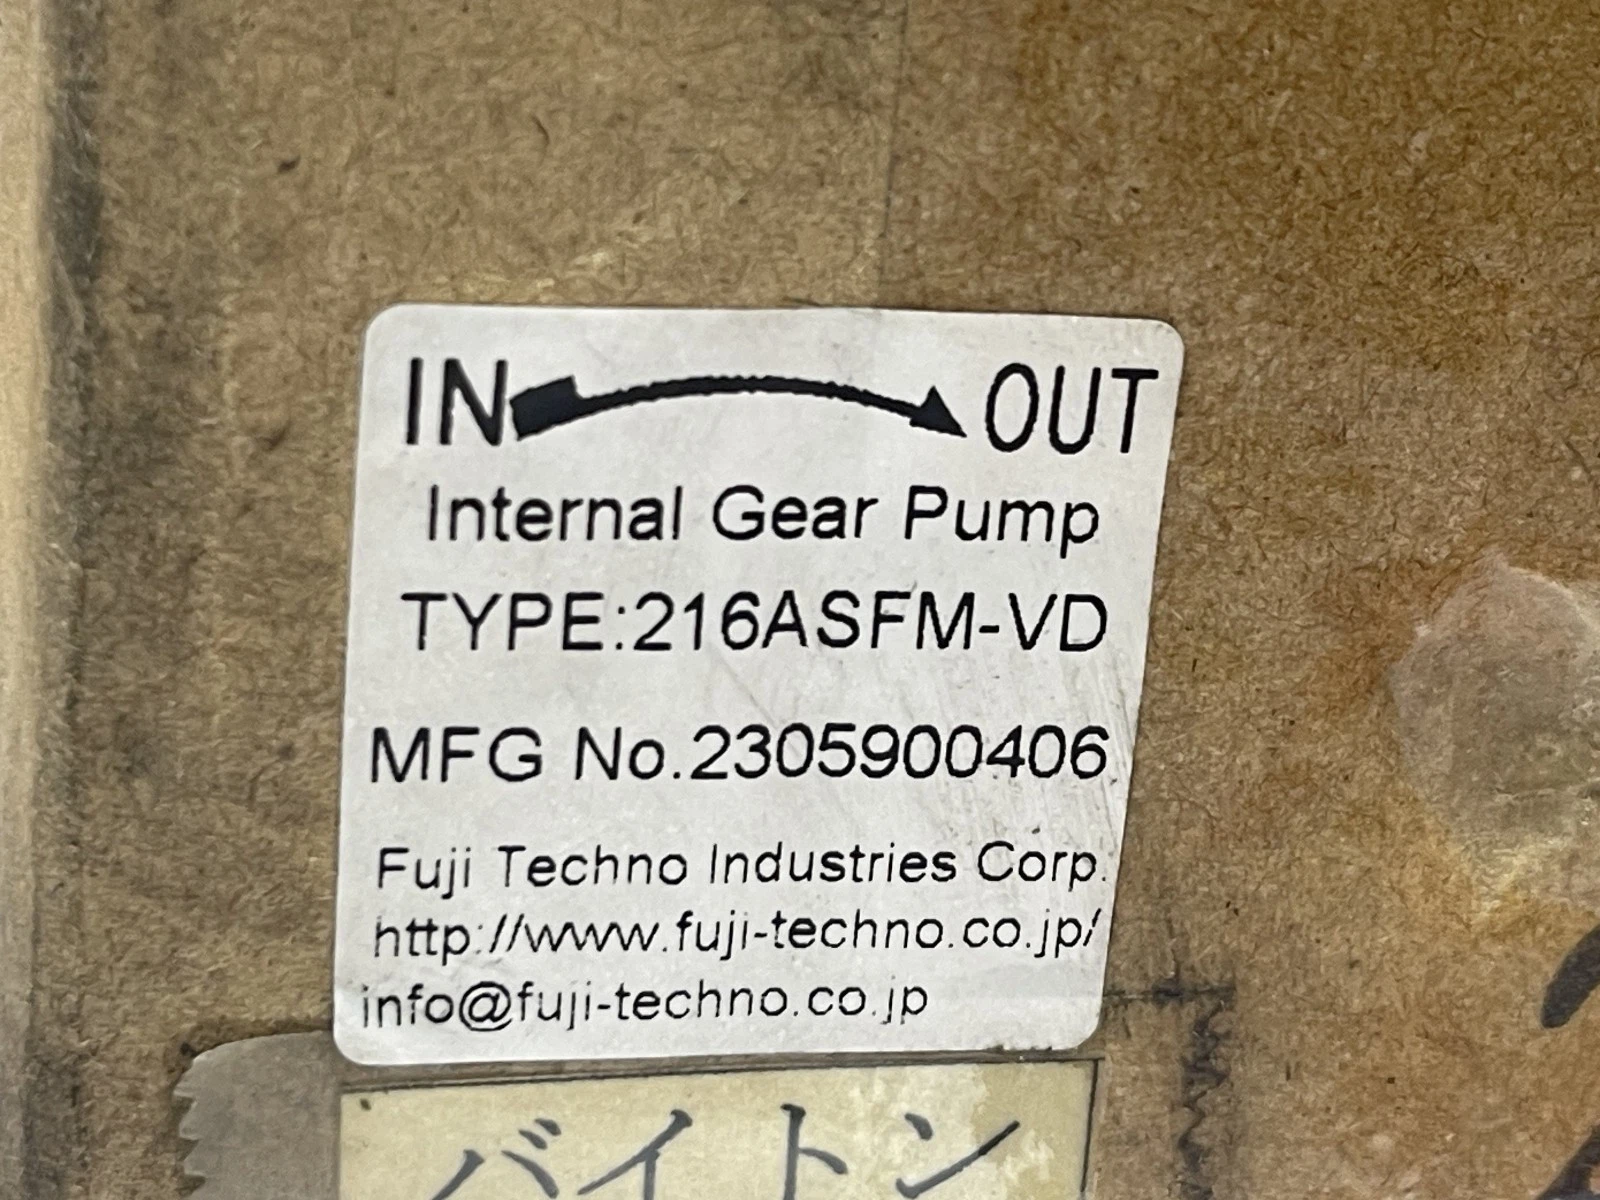 IN OUT
Internal Gear Pump
TYPE:216ASFM-VD
MFG No.2305900406
Fuji Techno Industries Corp.
http://www.fuji-techno.co.jp/
info@fuji-techno.co.jp
バイトン